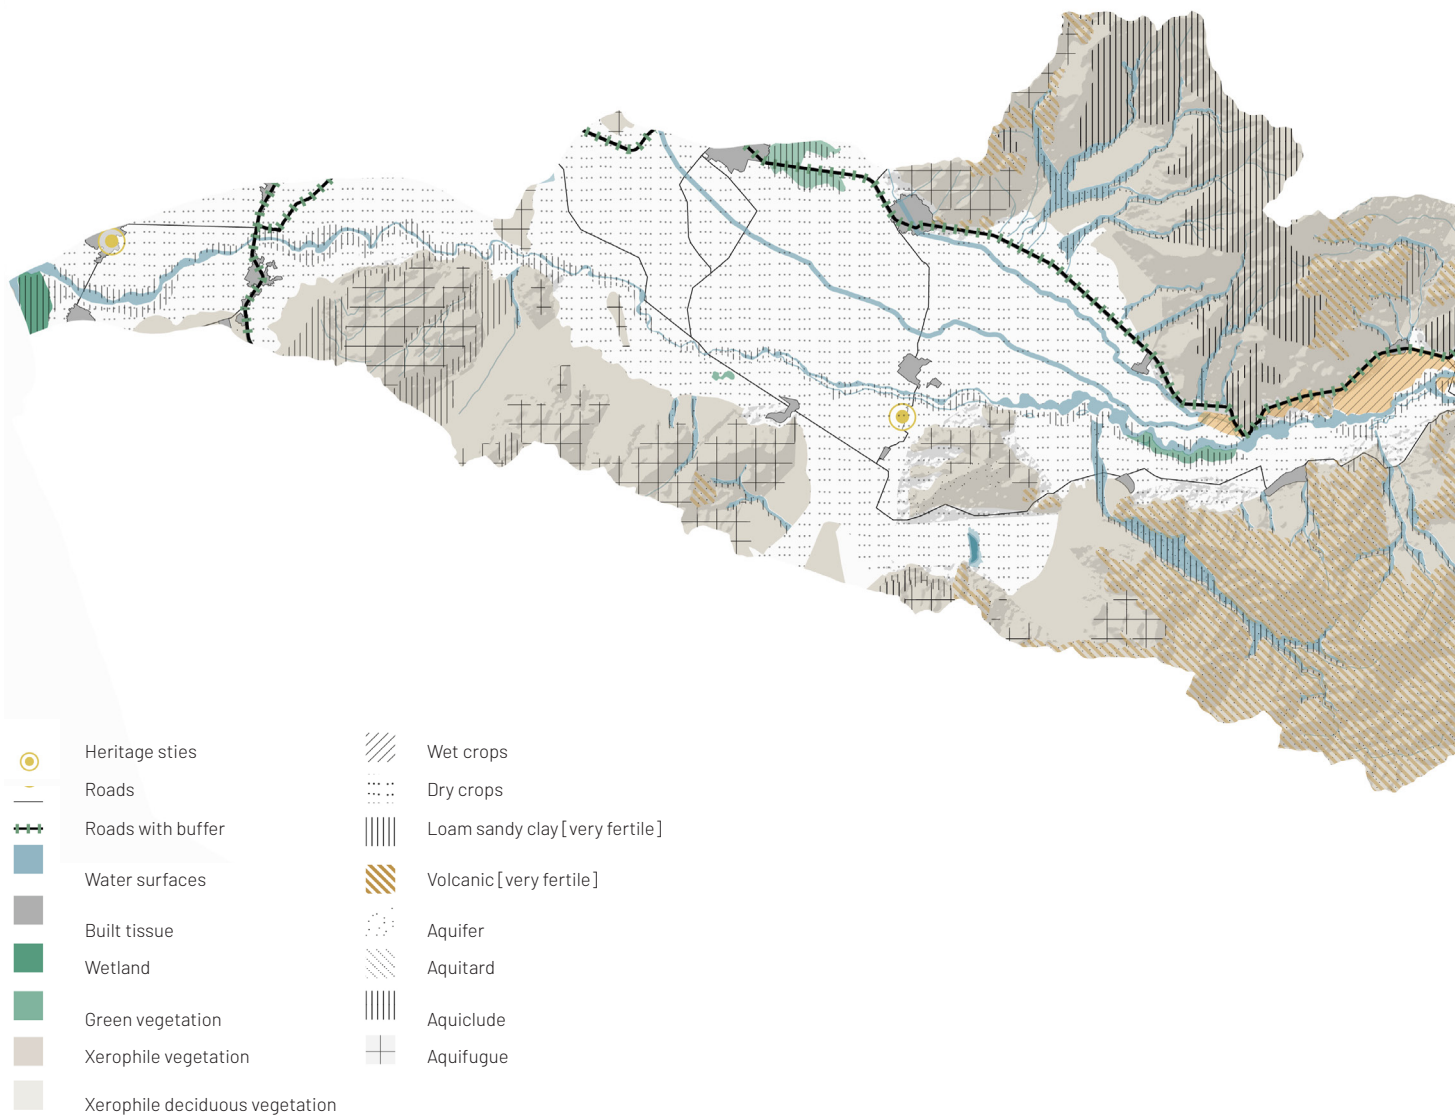 Heritage sties
Roads
Roads with buffer
Water surfaces
Built tissue
Wetland
Green vegetation
Xerophile vegetation
Xerophile deciduous vegetation
Wet crops
Dry crops
Loam sandy clay [very fertile]
Volcanic [very fertile]
Aquifer
Aquitard
Aquiclude
Aquifugue